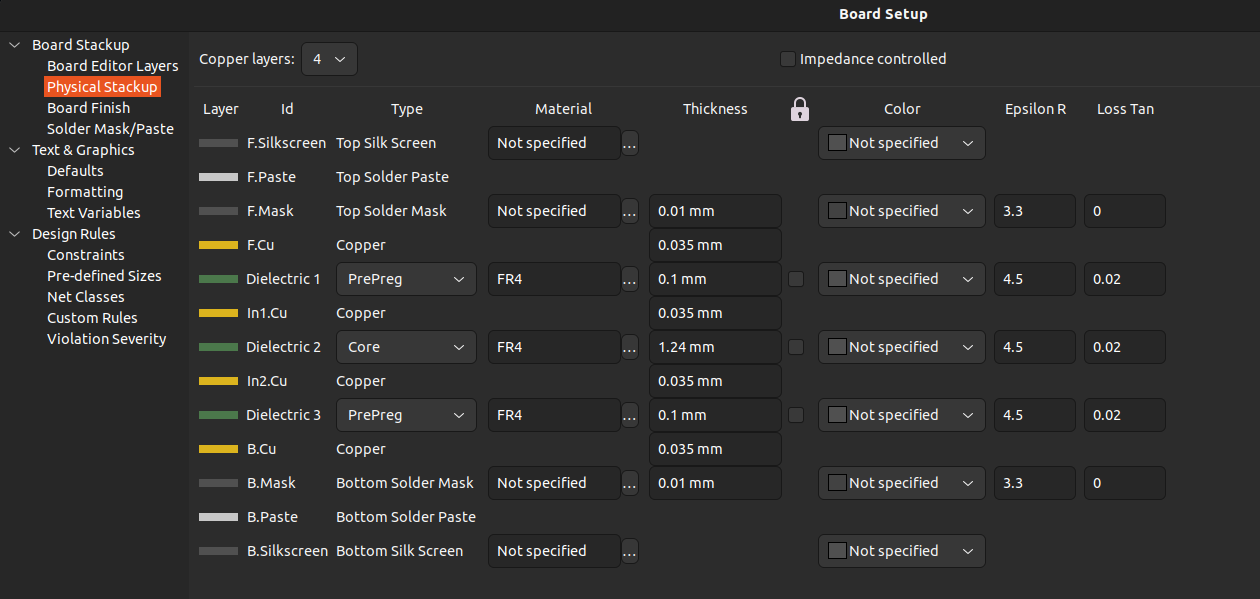 Board Setup
Board Stackup
Board Editor Layers
Physical Stackup
Board Finish
Solder Mask/Paste
Text & Graphics
Defaults
Formatting
Text Variables
Design Rules
Constraints
Pre-defined Sizes
Net Classes
Custom Rules
Violation Severity
Copper layers: 4 Impedance controlled
Layer Id Type Material Thickness Color Epsilon R Loss Tan
F.Silkscreen Top Silk Screen Not specified ... Not specified
F.Paste Top Solder Paste
F.Mask Top Solder Mask Not specified ... 0.01 mm Not specified 3.3 0
F.Cu Copper 0.035 mm
Dielectric 1 PrePreg FR4 ... 0.1 mm Not specified 4.5 0.02
In1.Cu Copper 0.035 mm
Dielectric 2 Core FR4 ... 1.24 mm Not specified 4.5 0.02
In2.Cu Copper 0.035 mm
Dielectric 3 PrePreg FR4 ... 0.1 mm Not specified 4.5 0.02
B.Cu Copper 0.035 mm
B.Mask Bottom Solder Mask Not specified ... 0.01 mm Not specified 3.3 0
B.Paste Bottom Solder Paste
B.Silkscreen Bottom Silk Screen Not specified ... Not specified